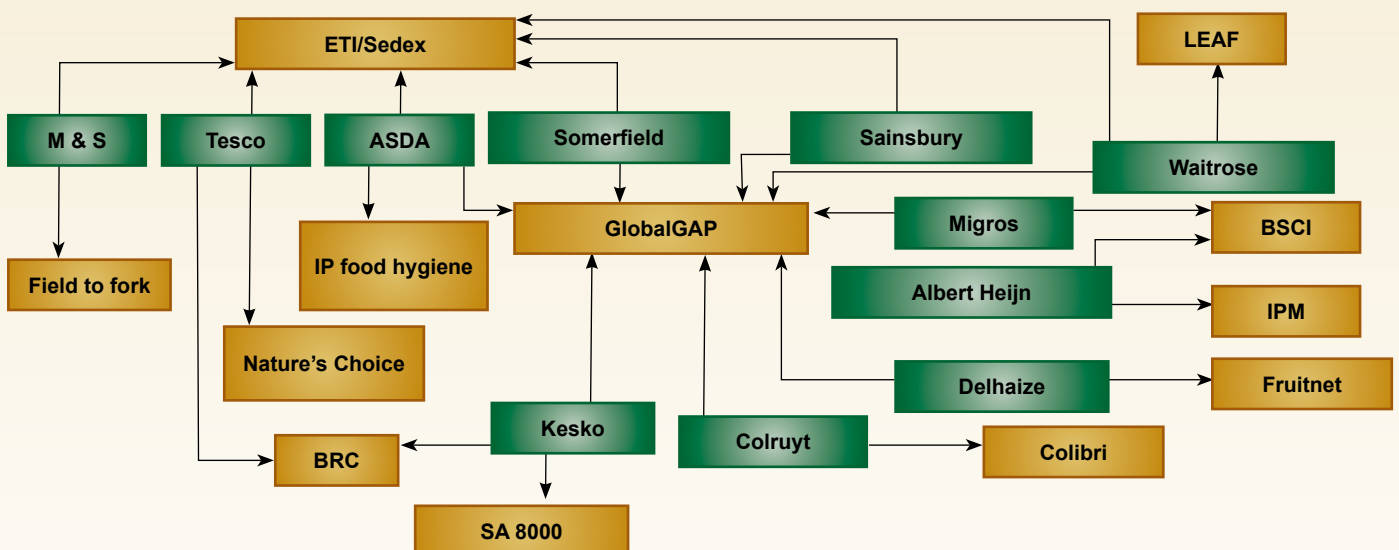 ETI/Sedex
LEAF
M & S
Tesco
ASDA
Somerfield
Sainsbury
Waitrose
GlobalGAP
Migros
BSCI
Field to fork
IP food hygiene
Albert Heijn
IPM
Nature’s Choice
Delhaize
Fruitnet
Kesko
Colruyt
BRC
Colibri
SA 8000